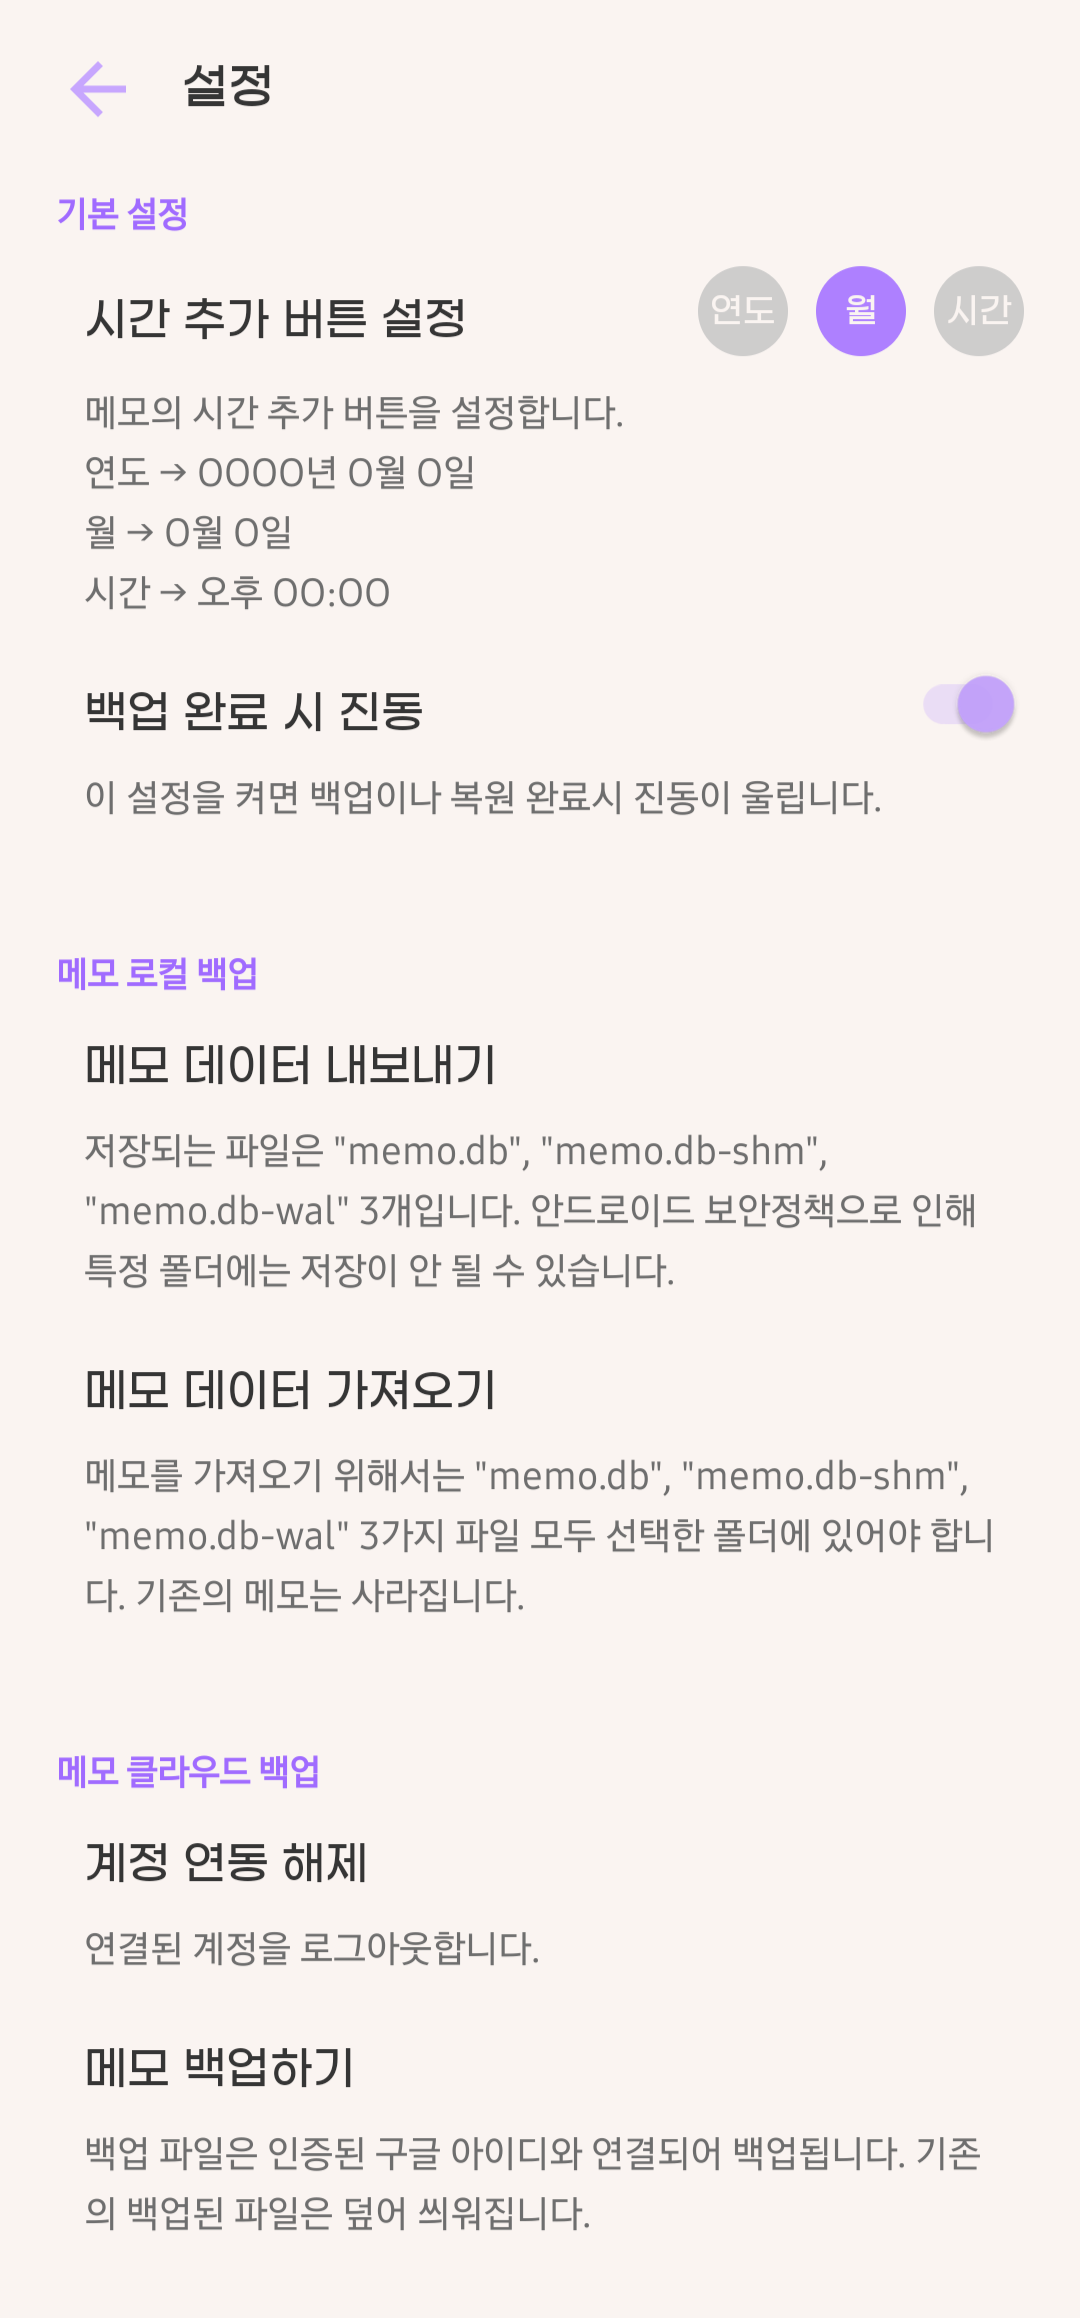 설정
기본 설정
시간 추가 버튼 설정
연도 월 시간
메모의 시간 추가 버튼을 설정합니다.
연도 → OOOO년 O월 O일
월 → O월 O일
시간 → 오후 OO:OO
백업 완료 시 진동
이 설정을 켜면 백업이나 복원 완료시 진동이 울립니다.
메모 로컬 백업
메모 데이터 내보내기
저장되는 파일은 "memo.db", "memo.db-shm",
"memo.db-wal" 3개입니다. 안드로이드 보안정책으로 인해
특정 폴더에는 저장이 안 될 수 있습니다.
메모 데이터 가져오기
메모를 가져오기 위해서는 "memo.db", "memo.db-shm",
"memo.db-wal" 3가지 파일 모두 선택한 폴더에 있어야 합니
다. 기존의 메모는 사라집니다.
메모 클라우드 백업
계정 연동 해제
연결된 계정을 로그아웃합니다.
메모 백업하기
백업 파일은 인증된 구글 아이디와 연결되어 백업됩니다. 기존
의 백업된 파일은 덮어 씌워집니다.